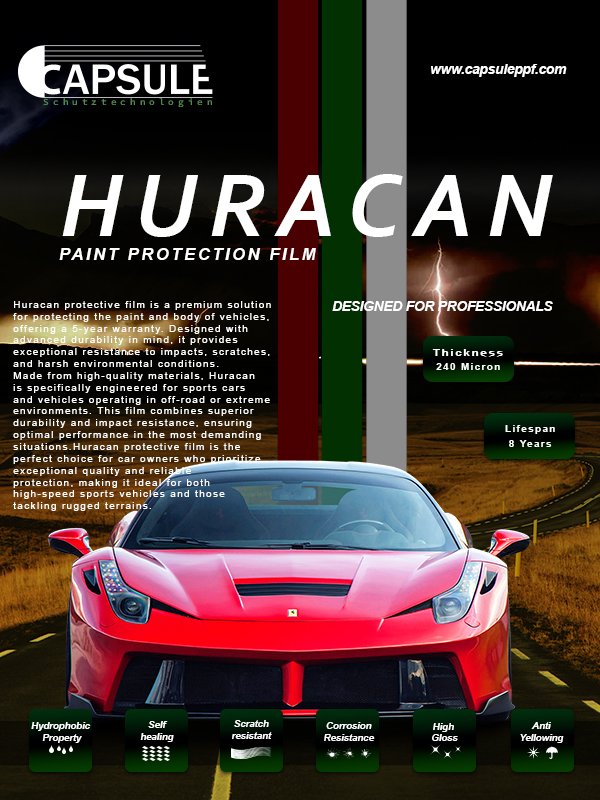 CAPSULE
Schutztechnologien
www.capsuleppf.com
HURACAN
PAINT PROTECTION FILM
Huracan protective film is a premium solution
for protecting the paint and body of vehicles,
offering a 5-year warranty. Designed with
advanced durability in mind, it provides
exceptional resistance to impacts, scratches,
and harsh environmental conditions.
Made from high-quality materials, Huracan
is specifically engineered for sports cars
and vehicles operating in off-road or extreme
environments. This film combines superior
durability and impact resistance, ensuring
optimal performance in the most demanding
situations.Huracan protective film is the
perfect choice for car owners who prioritize
exceptional quality and reliable
protection, making it ideal for both
high-speed sports vehicles and those
tackling rugged terrains.
DESIGNED FOR PROFESSIONALS
Thickness
240 Micron
Lifespan
8 Years
Hydrophobic
Property
Self
healing
Scratch
resistant
Corrosion
Resistance
High
Gloss
Anti
Yellowing